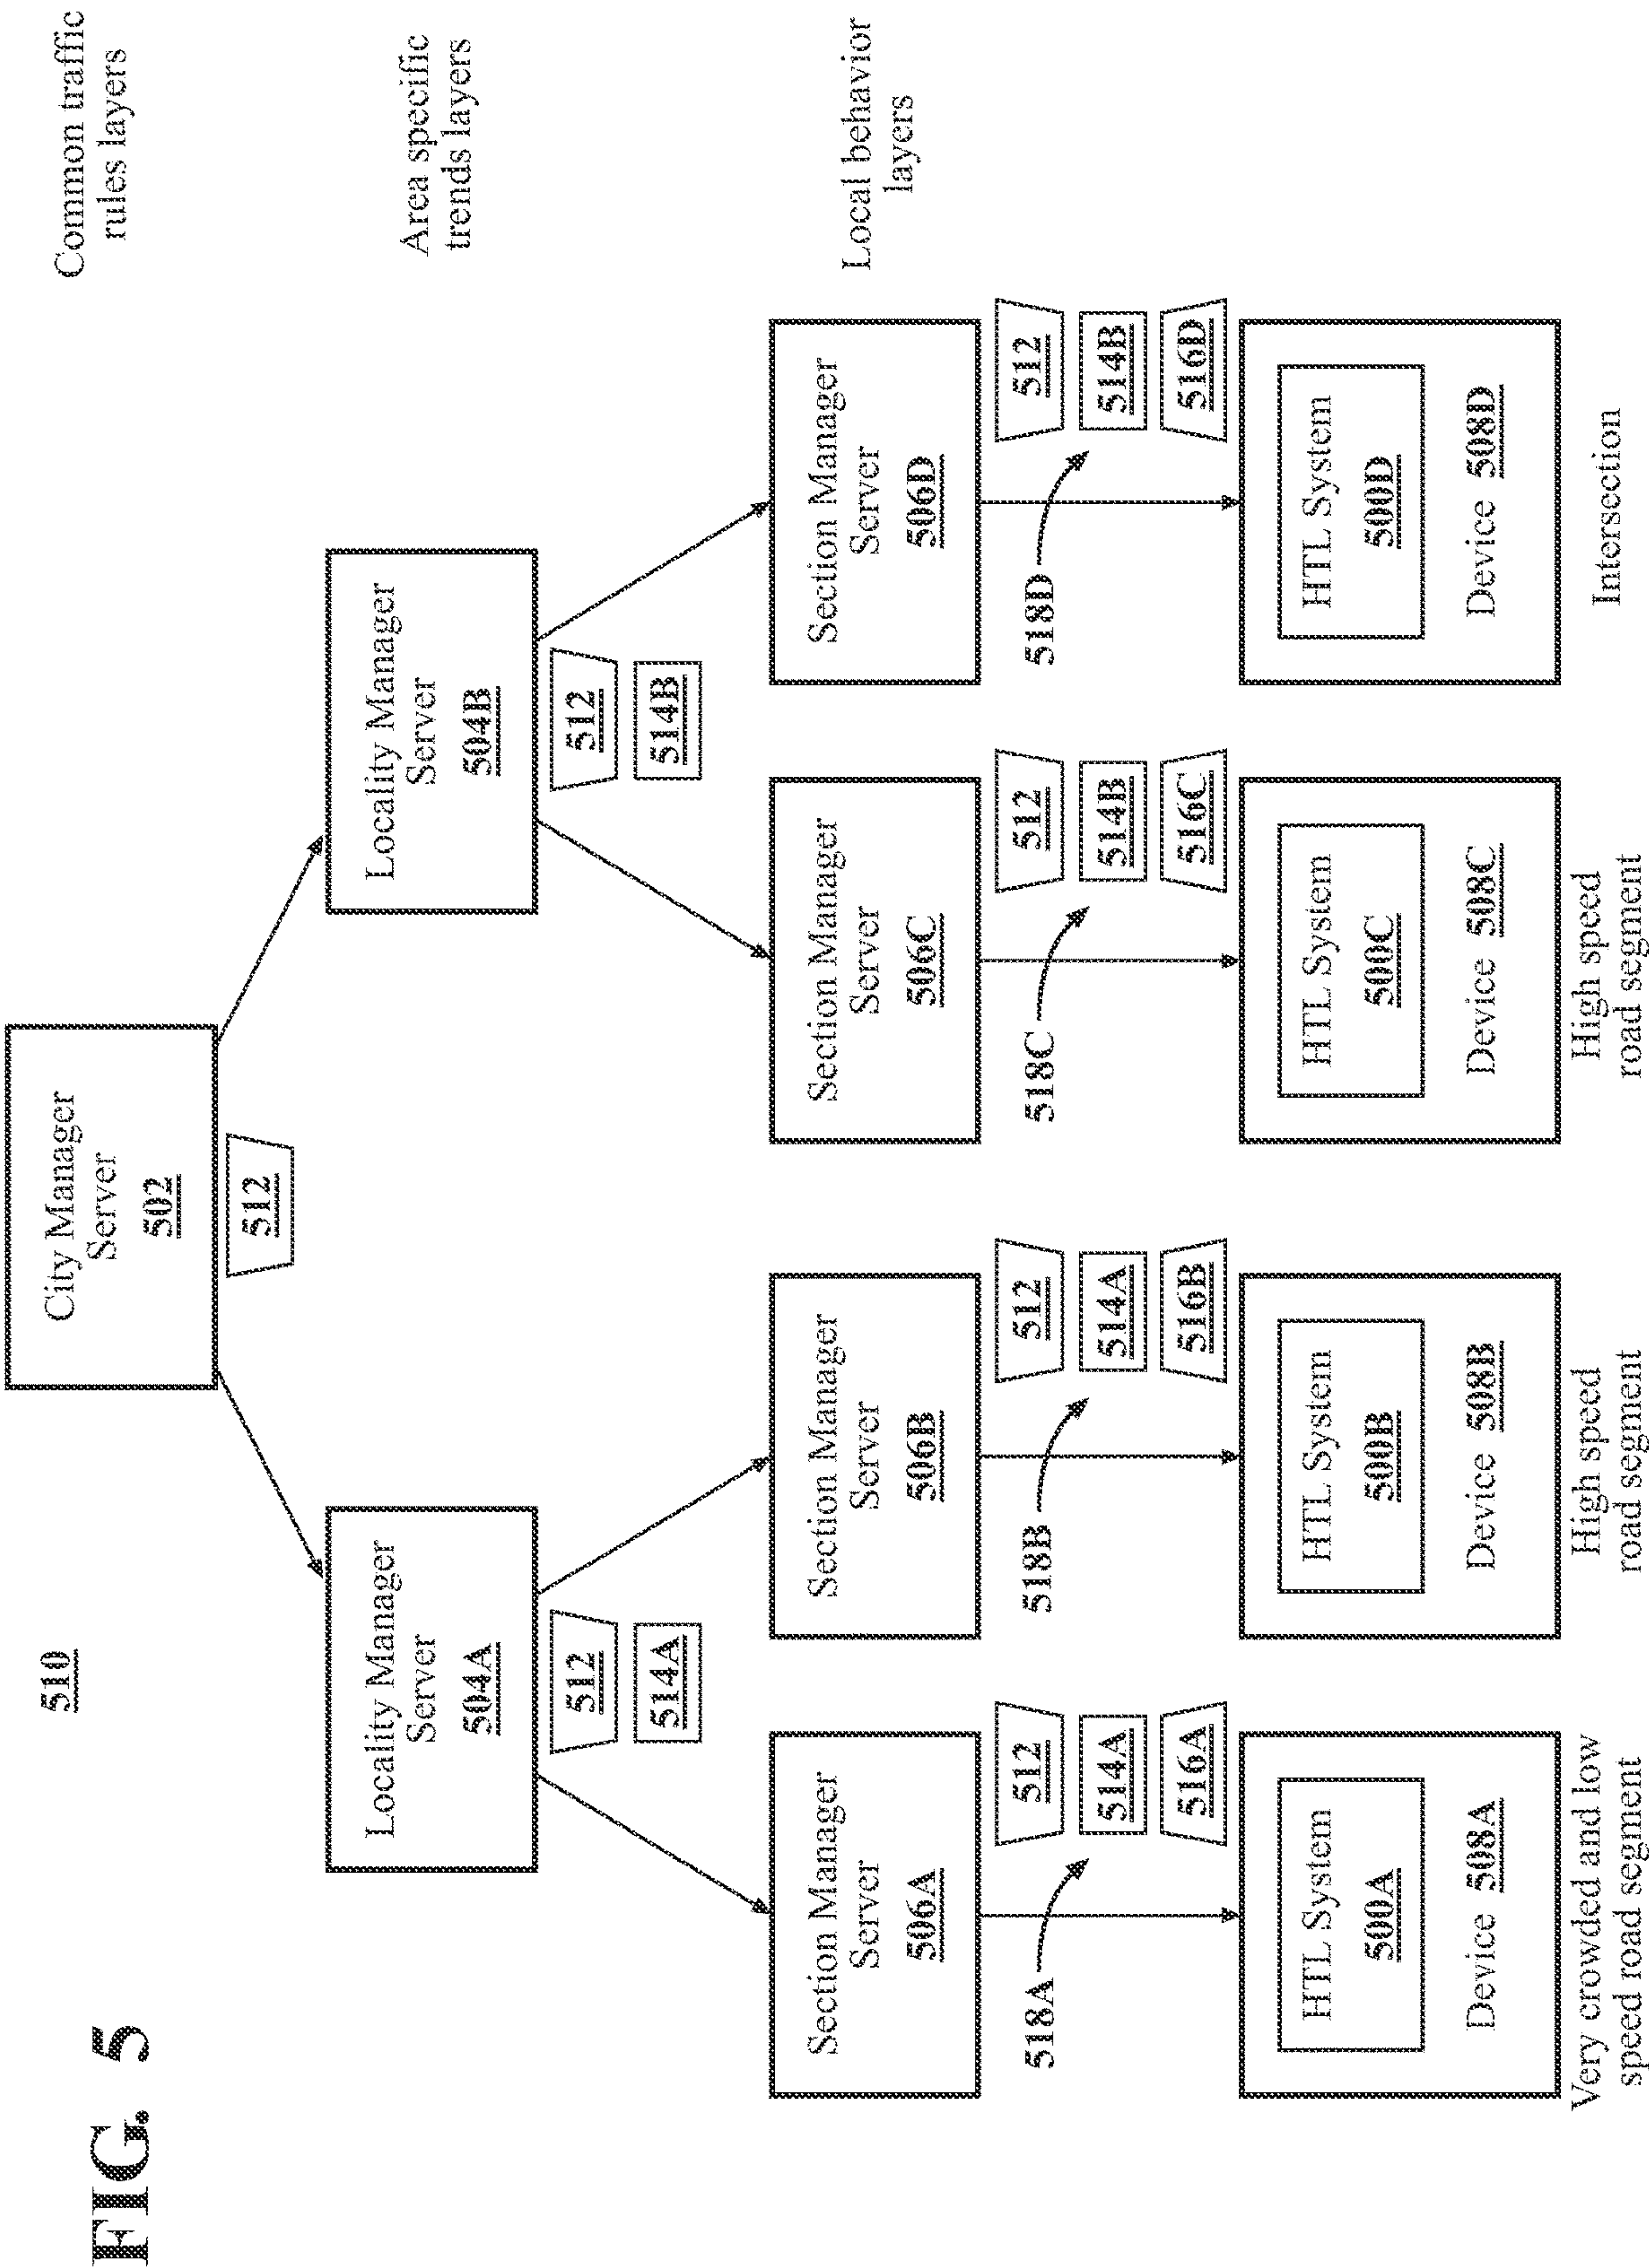 FIG. 5
510
City Manager
Server
502
512
Common traffic
rules layers
Locality Manager
Server
504A
512
514A
Locality Manager
Server
504B
512
514B
Area specific
trends layers
Section Manager
Server
506A
Section Manager
Server
506B
Section Manager
Server
506C
Section Manager
Server
506D
Local behavior
layers
518A
512
514A
516A
518B
512
514A
516B
518C
512
514B
516C
518D
512
514B
516D
HTL System
500A
Device 508A
HTL System
500B
Device 508B
HTL System
500C
Device 508C
HTL System
500D
Device 508D
Very crowded and low
speed road segment
High speed
road segment
High speed
road segment
Intersection